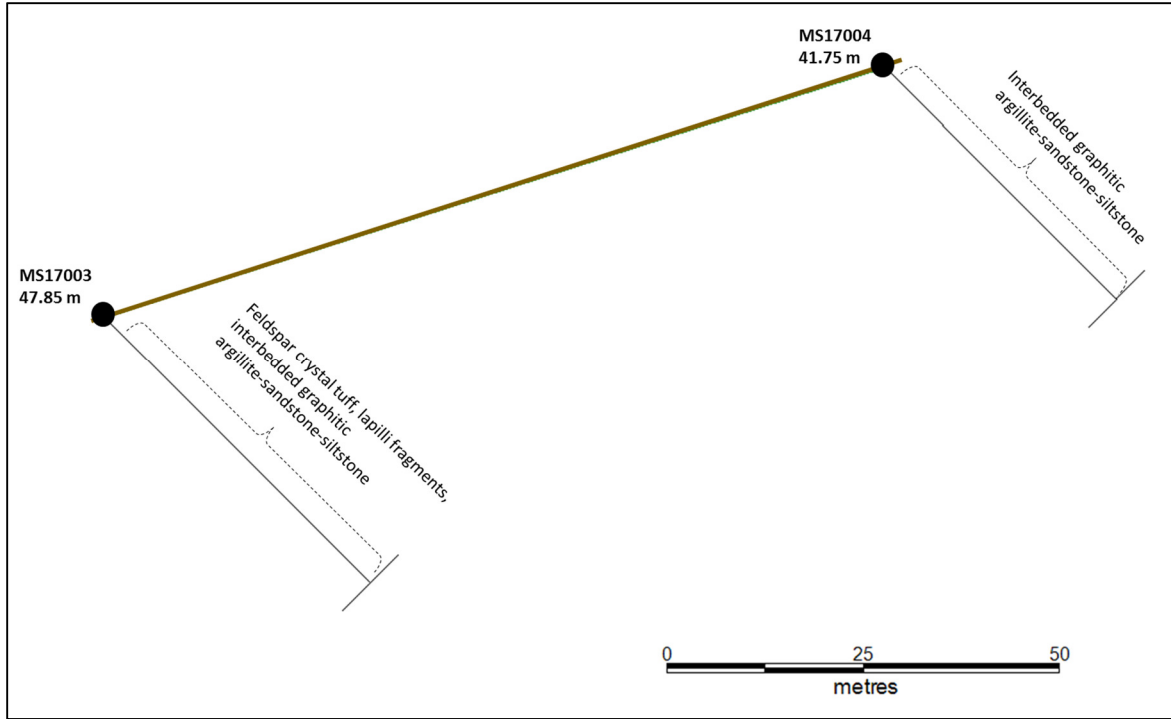 MS17004
41.75 m
Interbedded graphitic
argillite-sandstone-siltstone
MS17003
47.85 m
Feldspar crystal tuff, lapilli fragments,
interbedded graphitic
argillite-sandstone-siltstone
0 25 50
metres